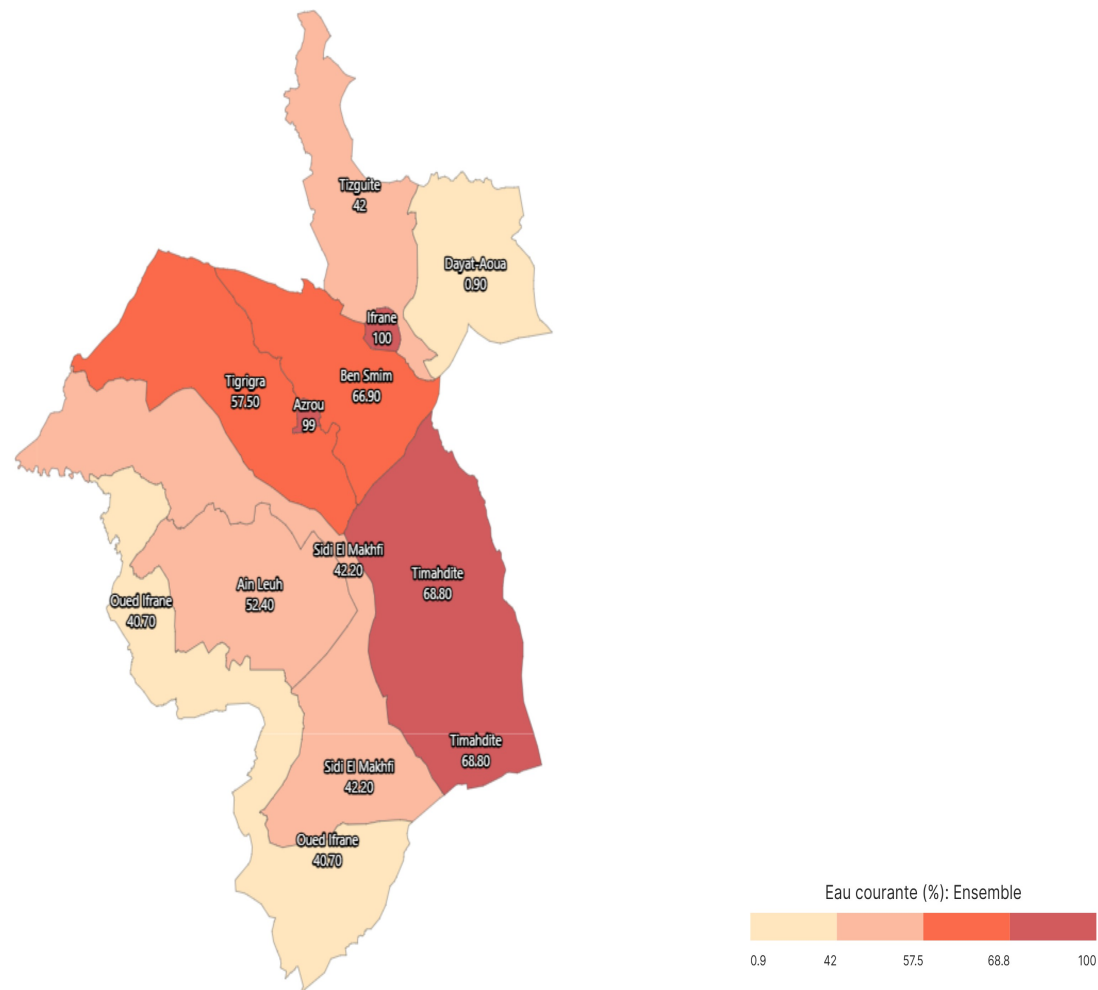 Tizguite
42
Dayat-Aoua
0.90
Ifrane
100
Ben Smim
66.90
Tigrigra
57.50
Azrou
99
Sidi El Makhfi
42.20
Timahdite
68.80
Ain Leuh
52.40
Oued Ifrane
40.70
Timahdite
68.80
Sidi El Makhfi
42.20
Oued Ifrane
40.70
Eau courante (%): Ensemble
0.9 42 57.5 68.8 100